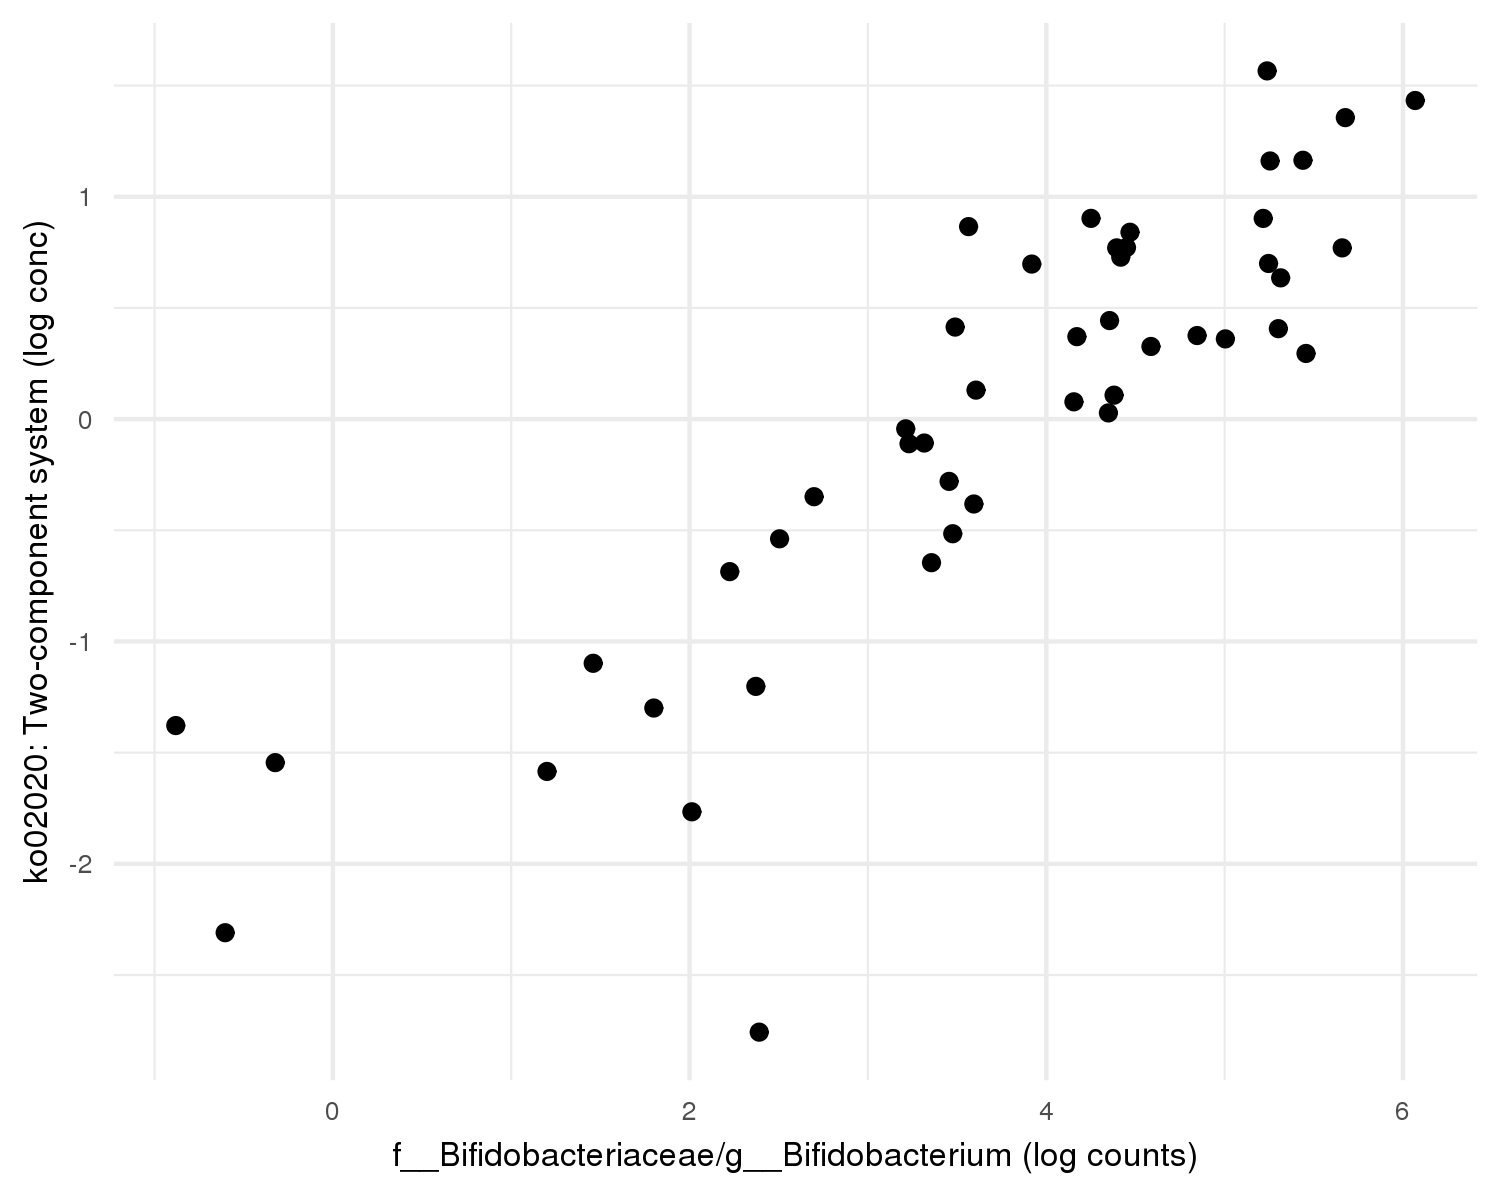 1
0
-1
-2
ko02020: Two-component system (log conc)
0 2 4 6
f__Bifidobacteriaceae/g__Bifidobacterium (log counts)